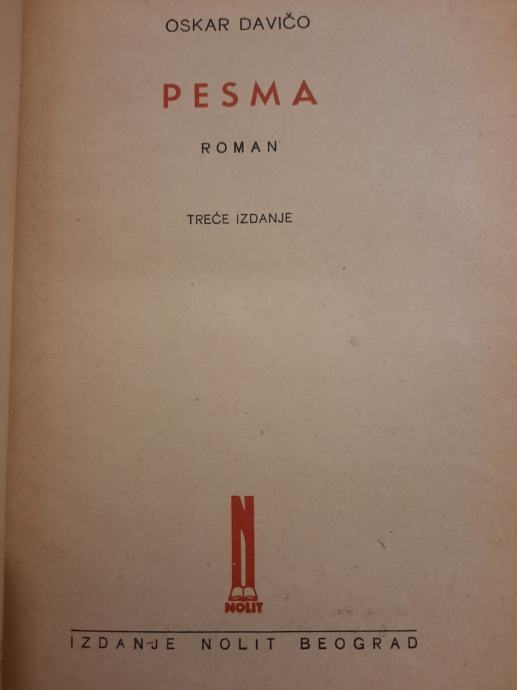 OSKAR DAVIČO
PESMA
ROMAN
TREĆE IZDANJE
N
NOLIT
IZDANJE NOLIT BEOGRAD